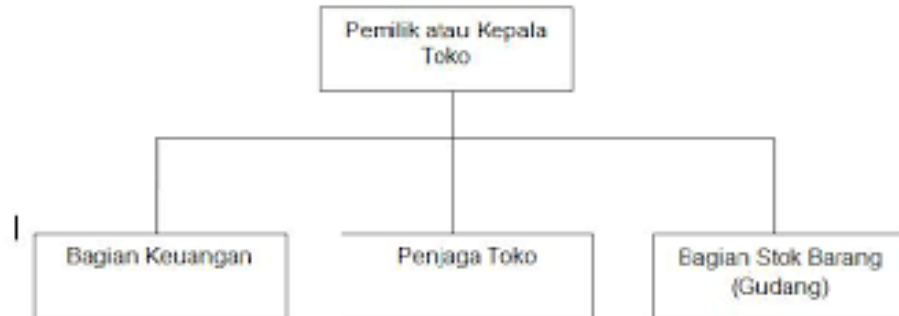 Pemilik atau Kepala
Toko
Bagian Keuangan
Penjaga Toko
Bagian Stok Barang
(Gudang)